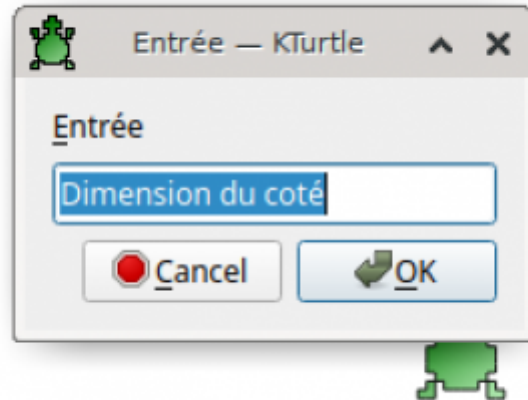 Entrée — KTurtle
Entrée
Dimension du coté
Cancel
OK